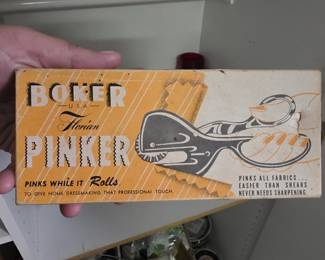 BOKER
U.S.A.
Florian
PINKER
PINKS WHILE IT Rolls
TO GIVE HOME DRESSMAKING THAT PROFESSIONAL TOUCH
PINKS ALL FABRICS...
EASIER THAN SHEARS
NEVER NEEDS SHARPENING